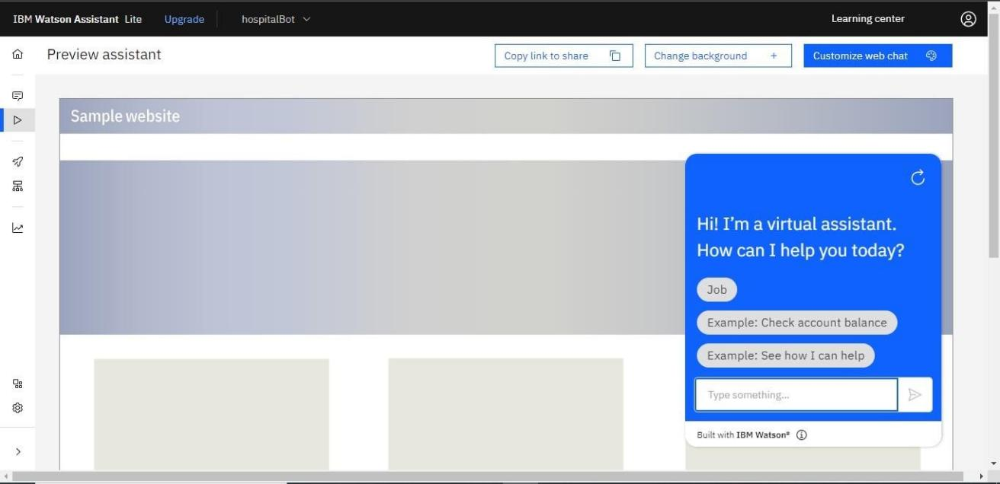 IBM Watson Assistant Lite Upgrade hospitalBot Learning center
Preview assistant Copy link to share Change background + Customize web chat
Sample website
Hi! I’m a virtual assistant.
How can I help you today?
Job
Example: Check account balance
Example: See how I can help
Type something...
Built with IBM Watson®